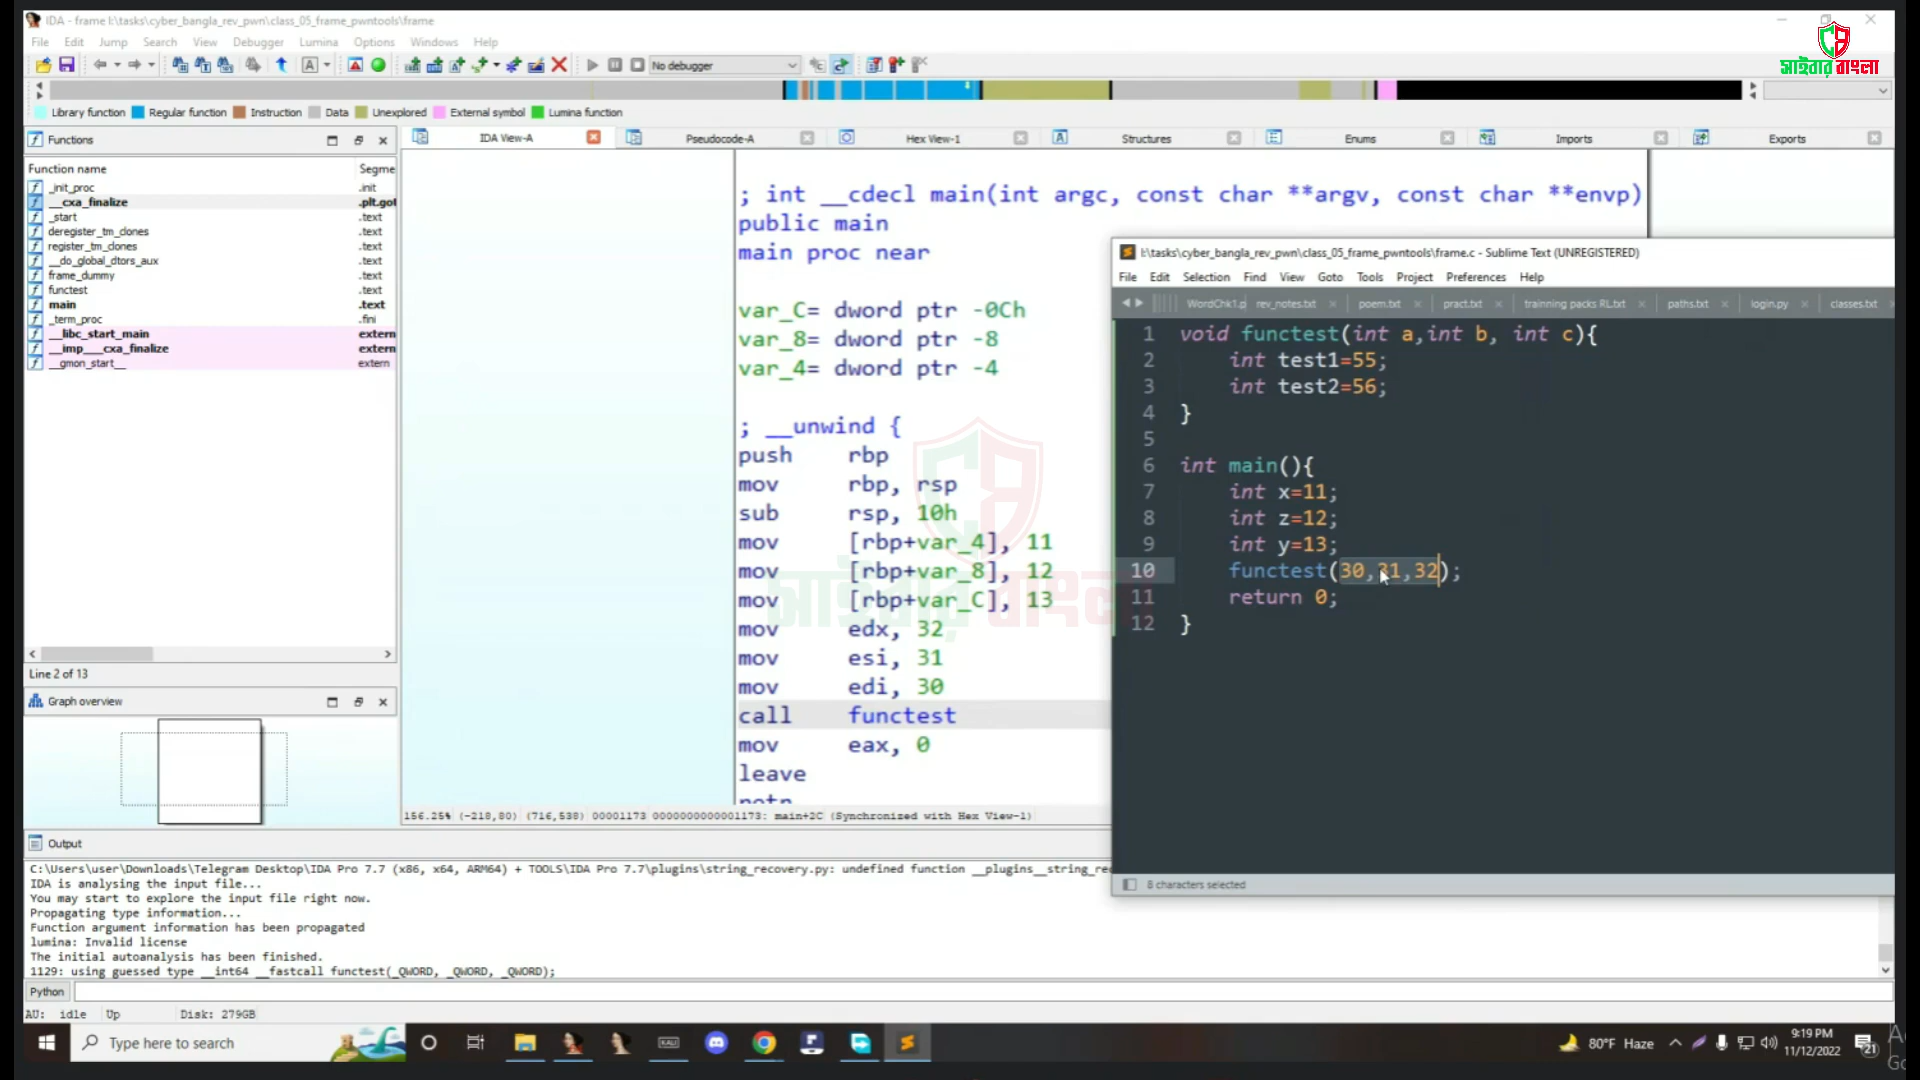 IDA - frame I:\tasks\cyber_bangla_rev_pwn\class_05_frame_pwntools\frame
File Edit Jump Search View Debugger Lumina Options Windows Help
সাইবার বাংলা
No debugger
Library function Regular function Instruction Data Unexplored External symbol Lumina function
Functions
IDA View-A Pseudocode-A Hex View-1 Structures Enums Imports Exports
Function name Segme
_init_proc .init
__cxa_finalize .plt.got
_start .text
deregister_tm_clones .text
register_tm_clones .text
__do_global_dtors_aux .text
frame_dummy .text
functest .text
main .text
_term_proc .fini
__libc_start_main extern
__imp___cxa_finalize extern
__gmon_start__ extern
Line 2 of 13
Graph overview
; int __cdecl main(int argc, const char **argv, const char **envp)
public main
main proc near
var_C= dword ptr -0Ch
var_8= dword ptr -8
var_4= dword ptr -4
; __unwind {
push rbp
mov rbp, rsp
sub rsp, 10h
mov [rbp+var_4], 11
mov [rbp+var_8], 12
mov [rbp+var_C], 13
mov edx, 32
mov esi, 31
mov edi, 30
call functest
mov eax, 0
leave
retn
সাইবার বাংলা
156.25% (-218,80) (716,538) 00001173 0000000000001173: main+2C (Synchronized with Hex View-1)
I:\tasks\cyber_bangla_rev_pwn\class_05_frame_pwntools\frame.c - Sublime Text (UNREGISTERED)
File Edit Selection Find View Goto Tools Project Preferences Help
WordChk1.p rev_notes.txt poem.txt pract.txt trainning packs RL.txt paths.txt login.py classes.txt
1 void functest(int a,int b, int c){
2 int test1=55;
3 int test2=56;
4 }
5
6 int main(){
7 int x=11;
8 int z=12;
9 int y=13;
10 functest(30,31,32);
11 return 0;
12 }
8 characters selected
Output
C:\Users\user\Downloads\Telegram Desktop\IDA Pro 7.7 (x86, x64, ARM64) + TOOLS\IDA Pro 7.7\plugins\string_recovery.py: undefined function __plugins__string_rec
IDA is analysing the input file...
You may start to explore the input file right now.
Propagating type information...
Function argument information has been propagated
lumina: Invalid license
The initial autoanalysis has been finished.
1129: using guessed type __int64 __fastcall functest(_QWORD, _QWORD, _QWORD);
Python
AU: idle Up Disk: 279GB
Type here to search
KALI
80°F Haze
9:19 PM
11/12/2022
21